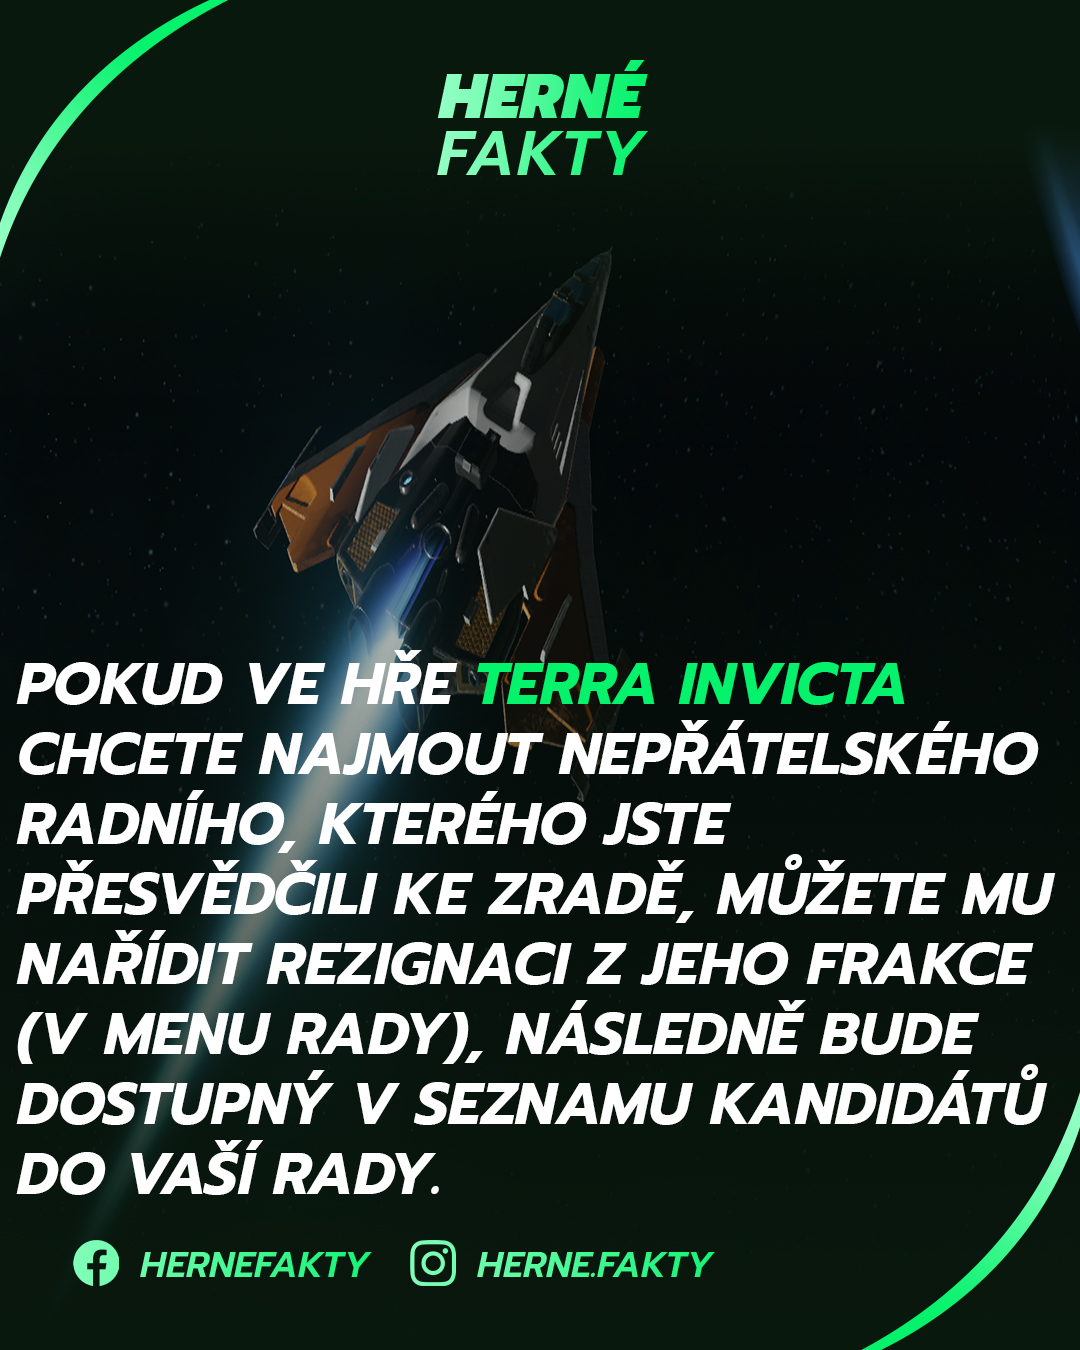 HERNÉ
FAKTY
POKUD VE HŘE TERRA INVICTA
CHCETE NAJMOUT NEPŘÁTELSKÉHO
RADNÍHO, KTERÉHO JSTE
PŘESVĚDČILI KE ZRADĚ, MŮŽETE MU
NAŘÍDIT REZIGNACI Z JEHO FRAKCE
(V MENU RADY), NÁSLEDNĚ BUDE
DOSTUPNÝ V SEZNAMU KANDIDÁTŮ
DO VAŠÍ RADY.
HERNEFAKTY HERNE.FAKTY